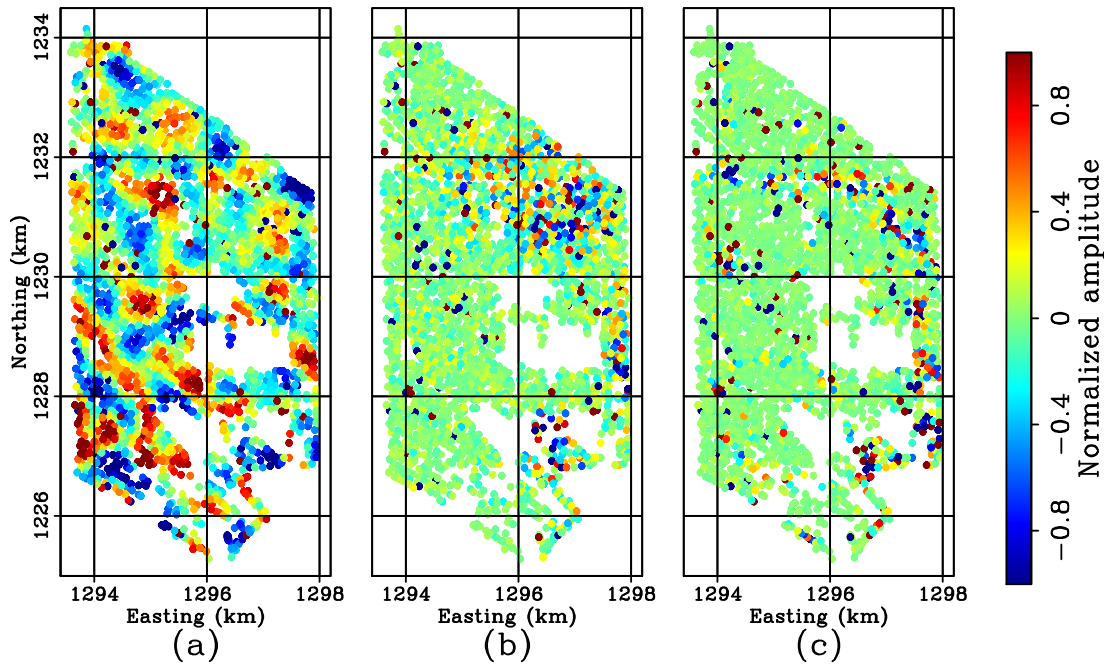 1234
1232
1230
1228
1226
Northing (km)
1294 1296 1298
Easting (km)
(a)
1294 1296 1298
Easting (km)
(b)
1294 1296 1298
Easting (km)
(c)
0.8
0.4
0
−0.4
−0.8
Normalized amplitude